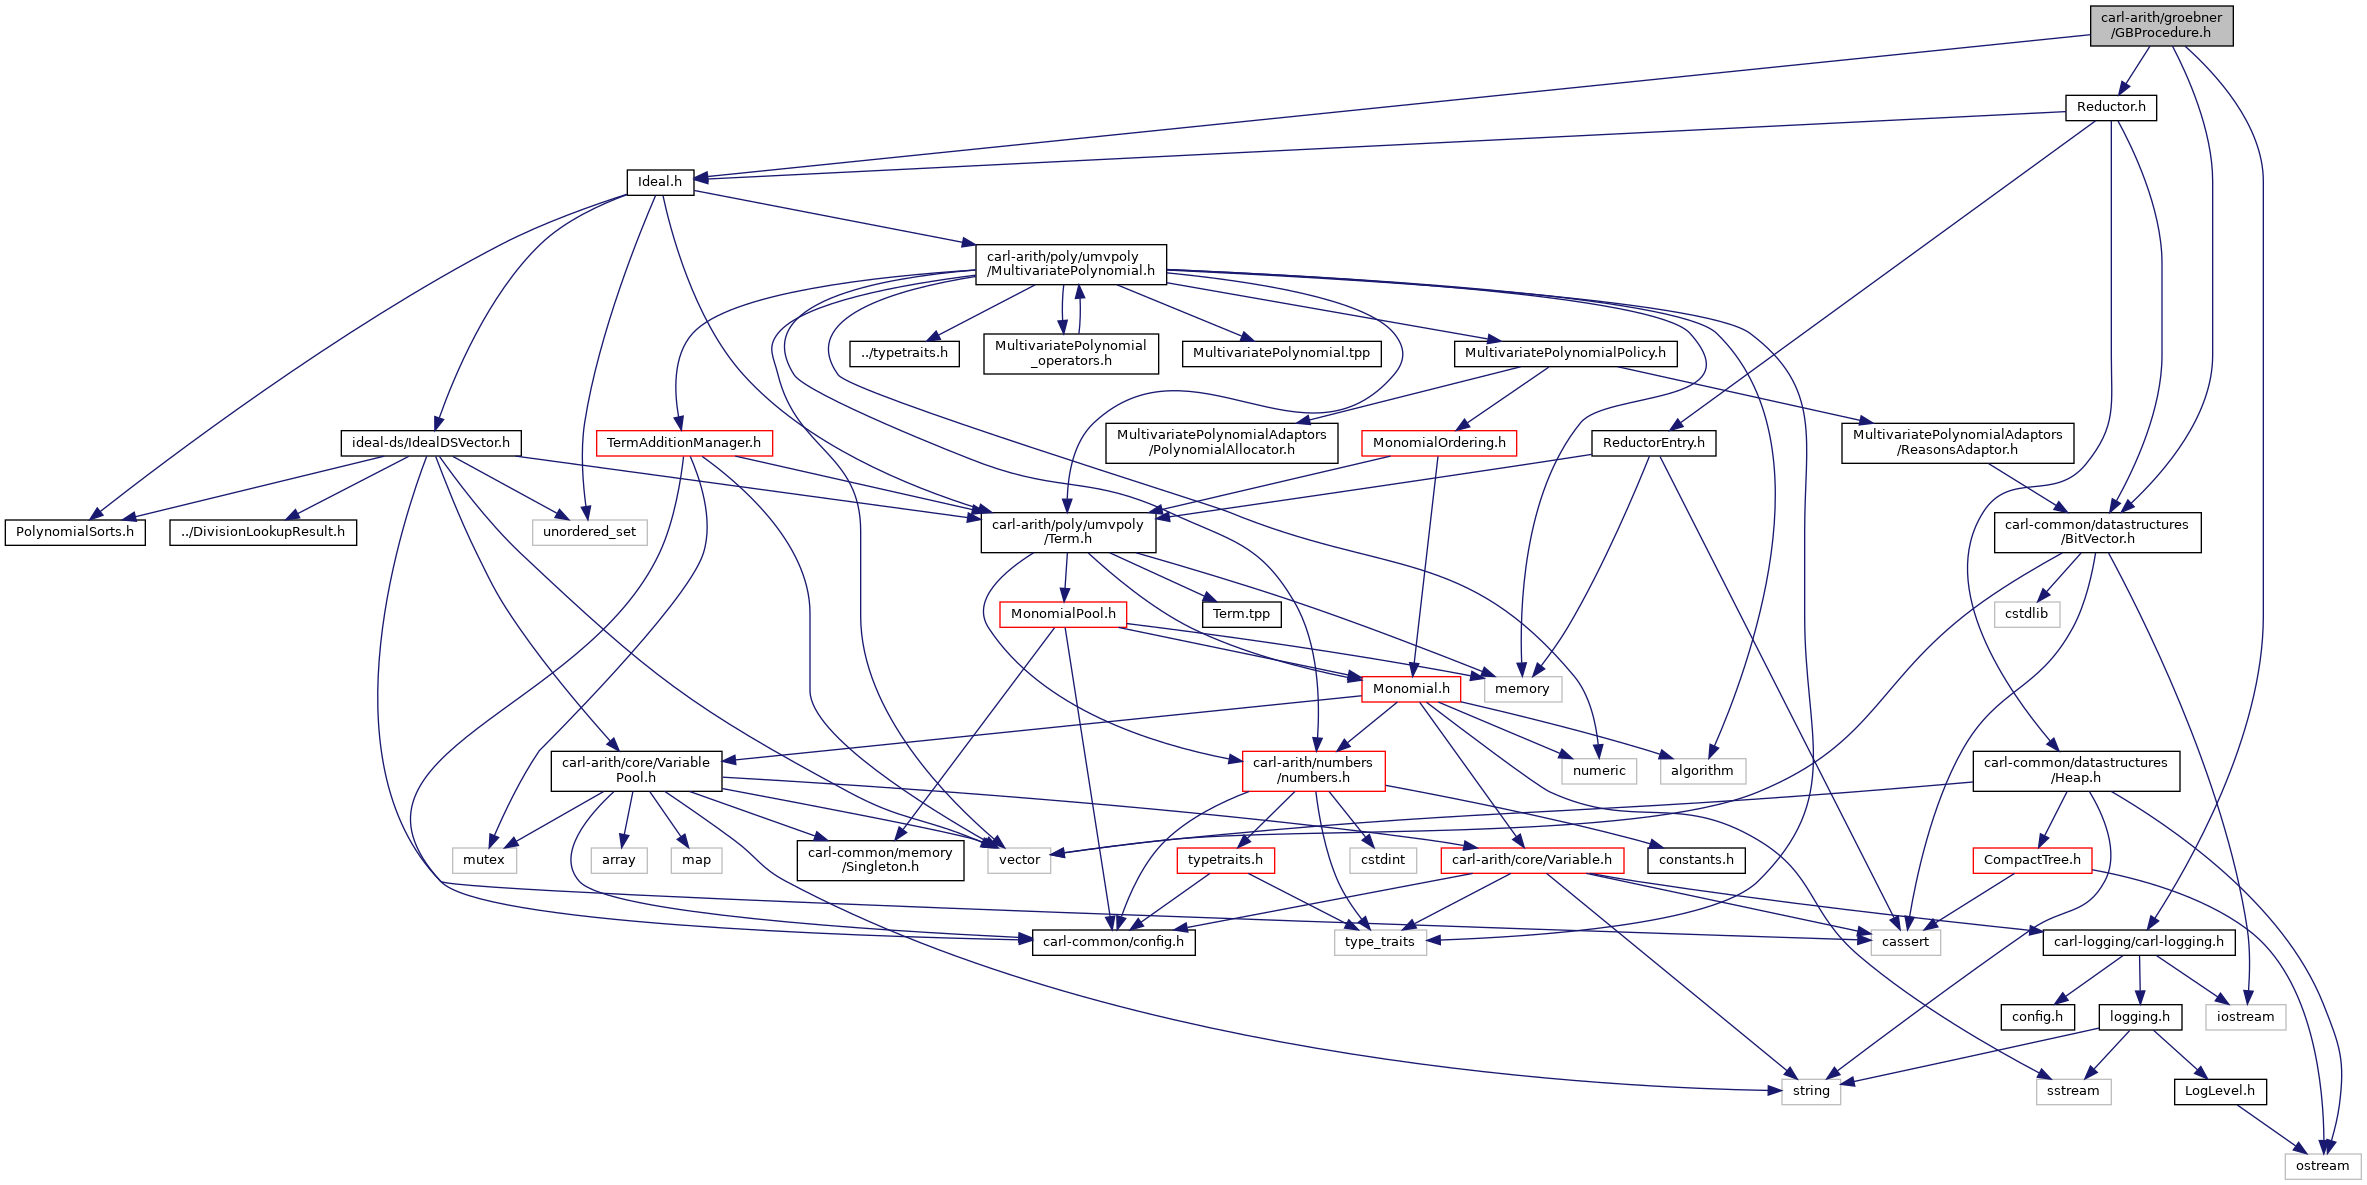 carl-arith/groebner
/GBProcedure.h
Reductor.h
Ideal.h
carl-arith/poly/umvpoly
/MultivariatePolynomial.h
../typetraits.h
MultivariatePolynomial
_operators.h
MultivariatePolynomial.tpp
MultivariatePolynomialPolicy.h
ideal-ds/IdealDSVector.h
TermAdditionManager.h
MultivariatePolynomialAdaptors
/PolynomialAllocator.h
MonomialOrdering.h
ReductorEntry.h
MultivariatePolynomialAdaptors
/ReasonsAdaptor.h
PolynomialSorts.h
../DivisionLookupResult.h
unordered_set
carl-arith/poly/umvpoly
/Term.h
carl-common/datastructures
/BitVector.h
MonomialPool.h
Term.tpp
cstdlib
Monomial.h
memory
carl-arith/core/Variable
Pool.h
carl-arith/numbers
/numbers.h
numeric
algorithm
carl-common/datastructures
/Heap.h
mutex
array
map
carl-common/memory
/Singleton.h
vector
typetraits.h
cstdint
carl-arith/core/Variable.h
constants.h
CompactTree.h
carl-common/config.h
type_traits
cassert
carl-logging/carl-logging.h
config.h
logging.h
iostream
string
sstream
LogLevel.h
ostream